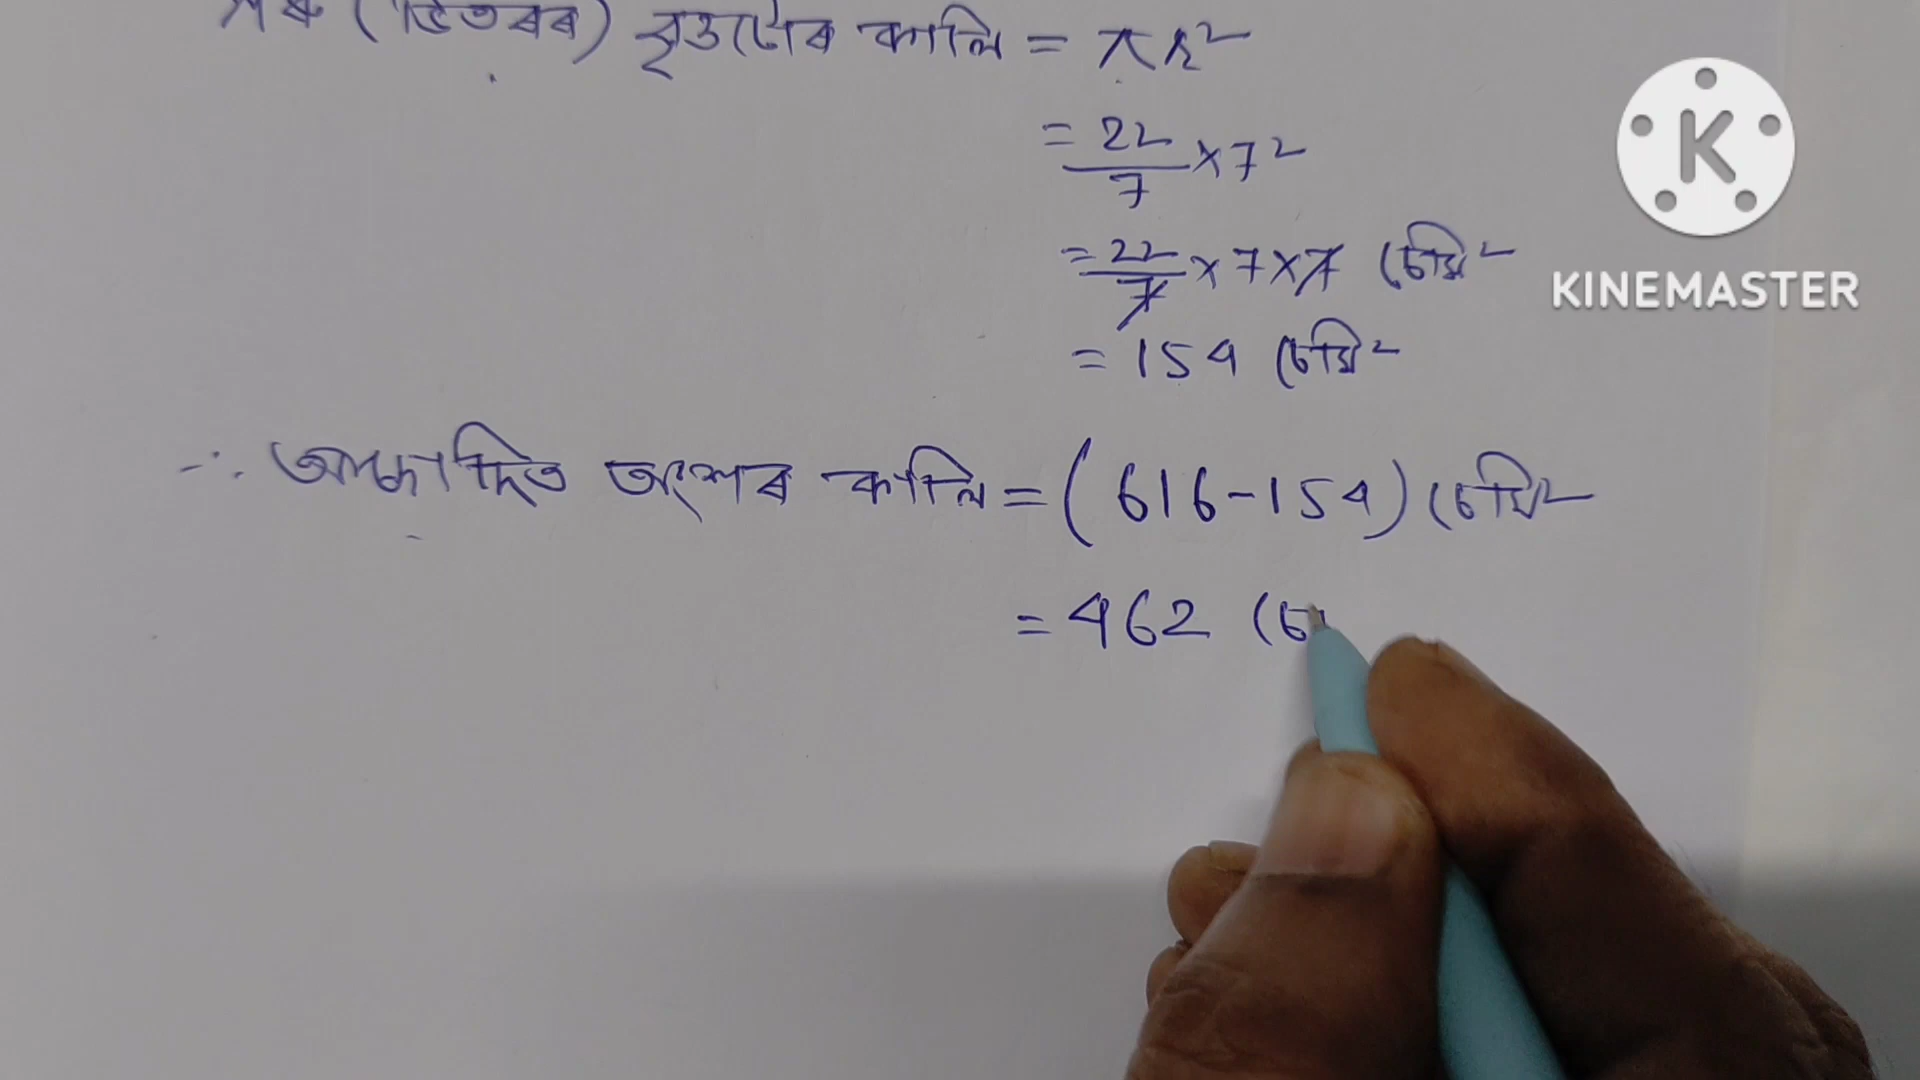 সৰু (ভিতৰৰ) বৃত্তটোৰ কালি = πr²
= 22/7 × 7²
= 22/7 × 7 × 7 চেমি²
= 154 চেমি²
∴ আচ্ছাদিত অংশৰ কালি = (616 - 154) চেমি²
= 462 চে
K
KINEMASTER